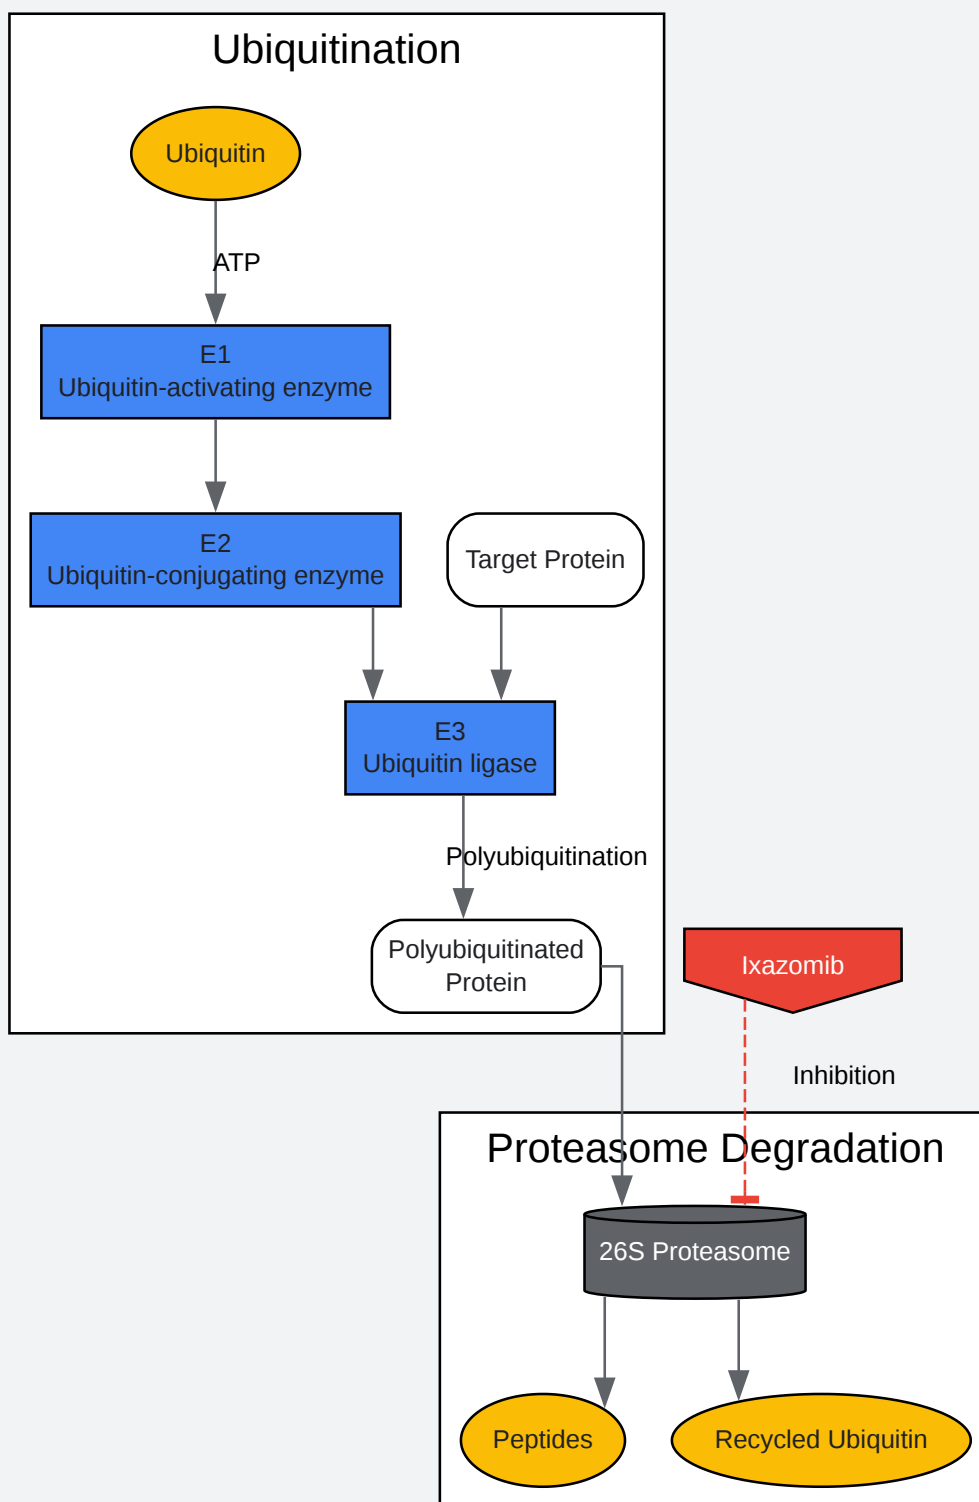 Ubiquitination
Ubiquitin
ATP
E1
Ubiquitin-activating enzyme
E2
Ubiquitin-conjugating enzyme
Target Protein
E3
Ubiquitin ligase
Polyubiquitination
Polyubiquitinated
Protein
Ixazomib
Inhibition
Proteasome Degradation
26S Proteasome
Peptides
Recycled Ubiquitin